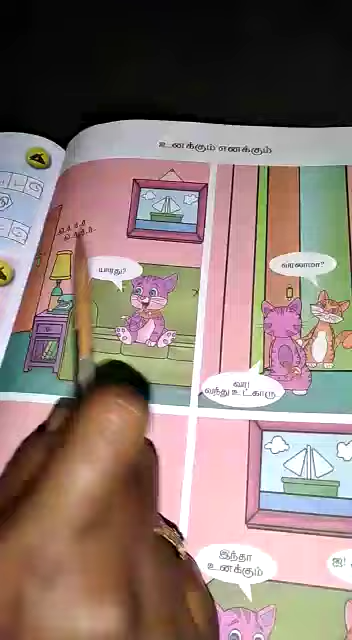 உனக்கும் எனக்கும்
யாரது?
வரலாமா?
வா!
வந்து உட்காரு.
இந்தா
உனக்கும்
ஐ!